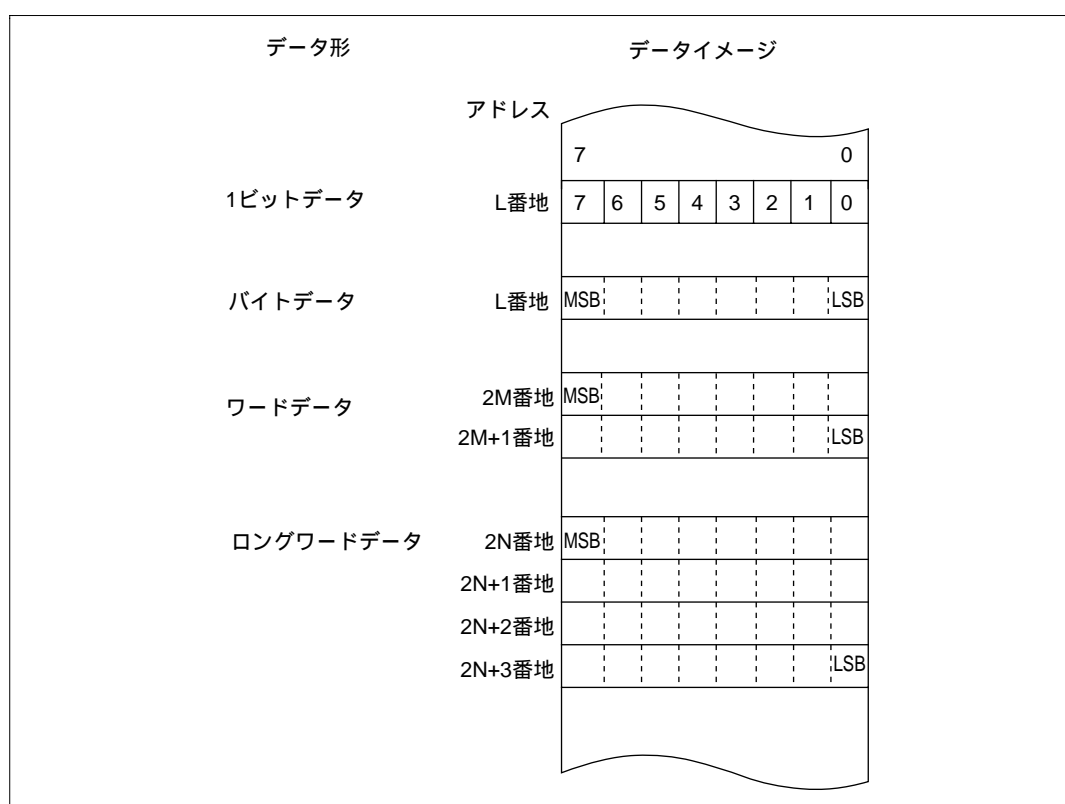 データ形 データイメージ
アドレス
7 0
1ビットデータ L番地 7 6 5 4 3 2 1 0
バイトデータ L番地 MSB LSB
2M番地 MSB
ワードデータ
2M+1番地 LSB
ロングワードデータ 2N番地 MSB
2N+1番地
2N+2番地
2N+3番地 LSB